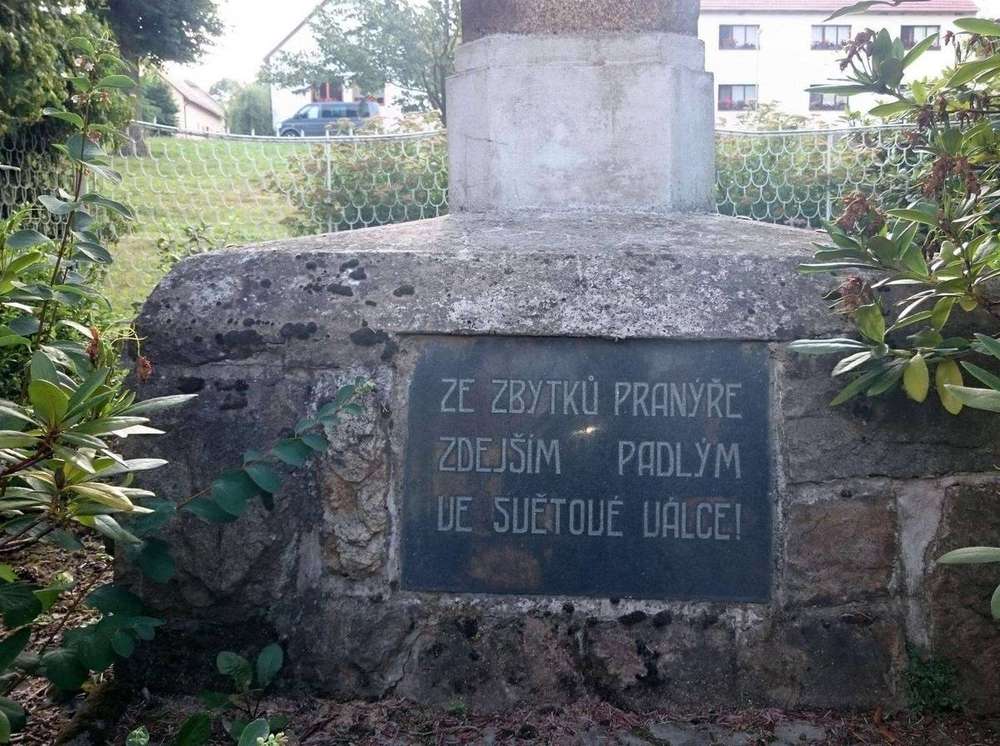 ZE ZBYTKŮ PRANÝŘE
ZDEJŠÍM PADLÝM
VE SVĚTOVÉ VÁLCE!